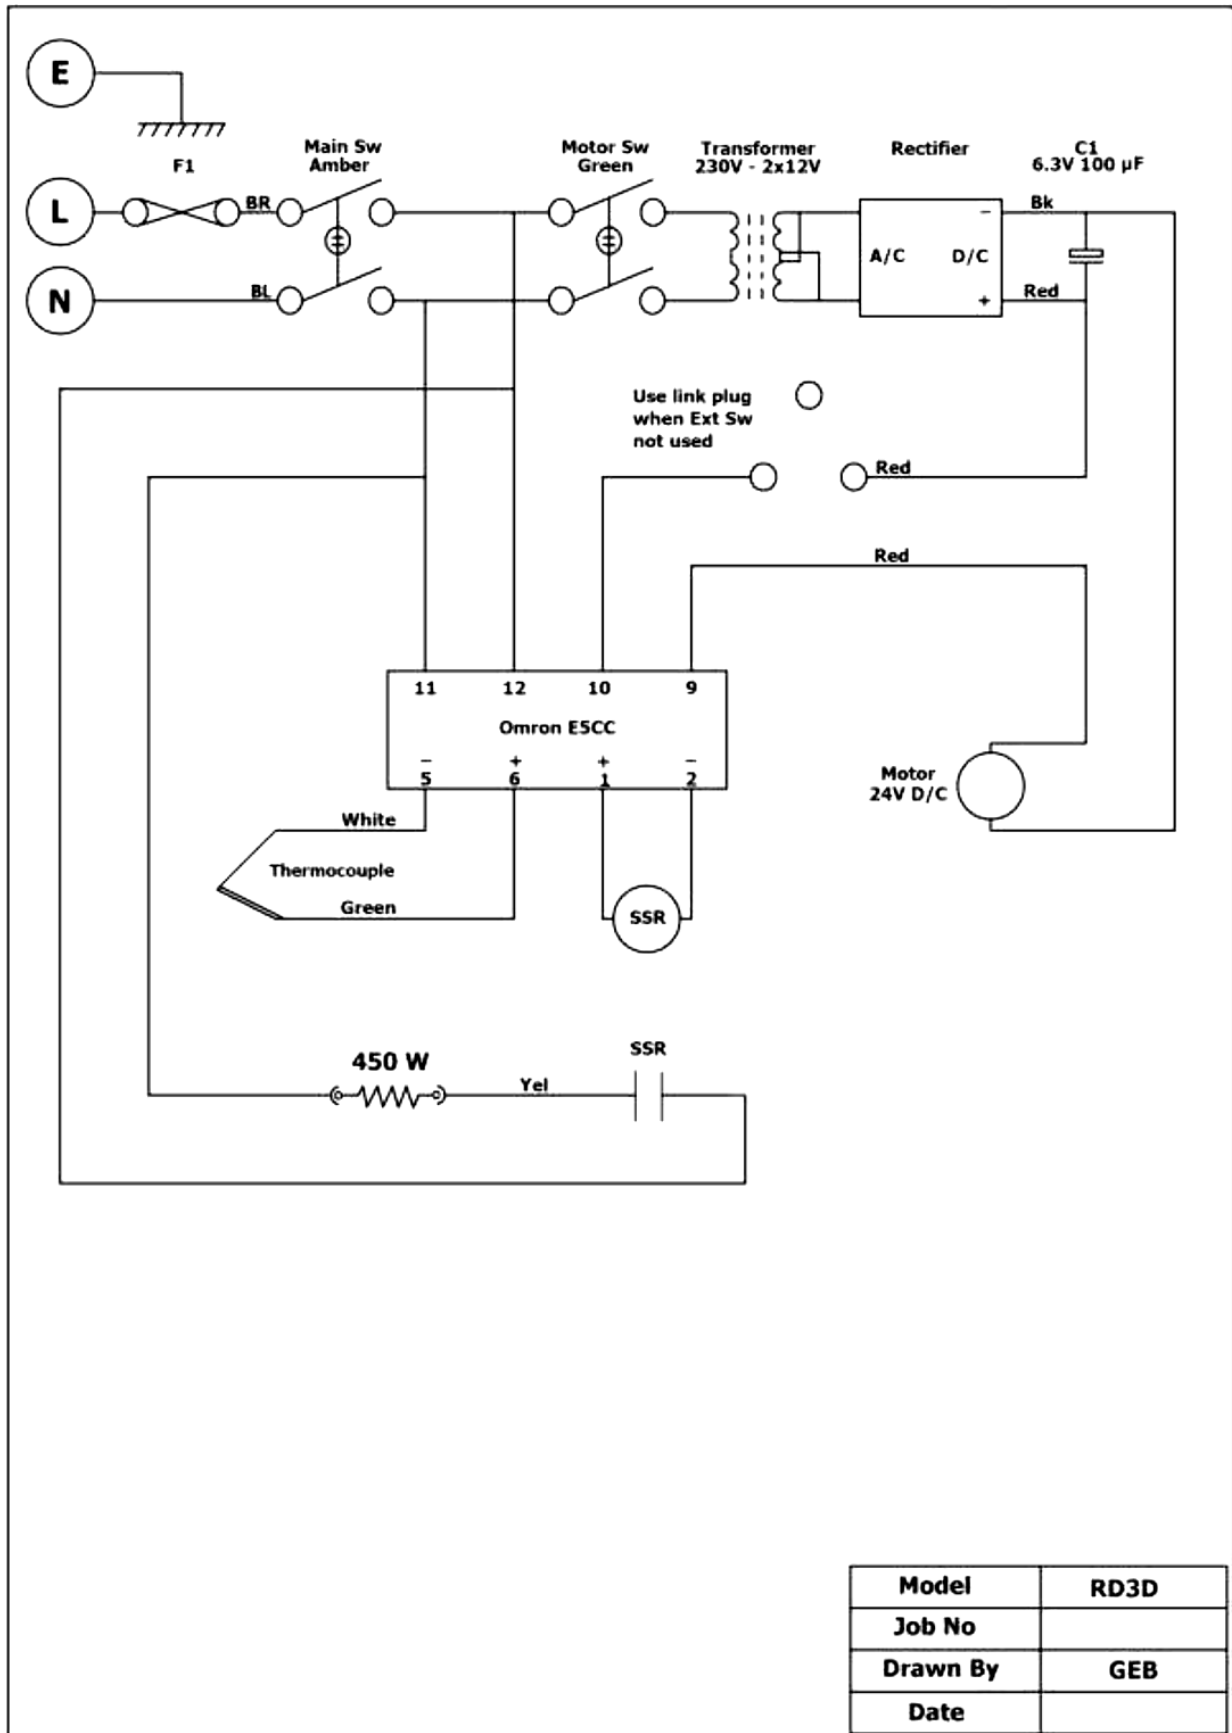 E
F1
Main Sw
Amber
Motor Sw
Green
Transformer
230V - 2x12V
Rectifier
C1
6.3V 100 µF
L
BR
Bk
A/C
D/C
−
+
N
BL
Red
Use link plug
when Ext Sw
not used
Red
Red
11
12
10
9
Omron E5CC
− + + −
5 6 1 2
Motor
24V D/C
White
Thermocouple
Green
SSR
450 W
SSR
Yel
Model RD3D
Job No
Drawn By GEB
Date